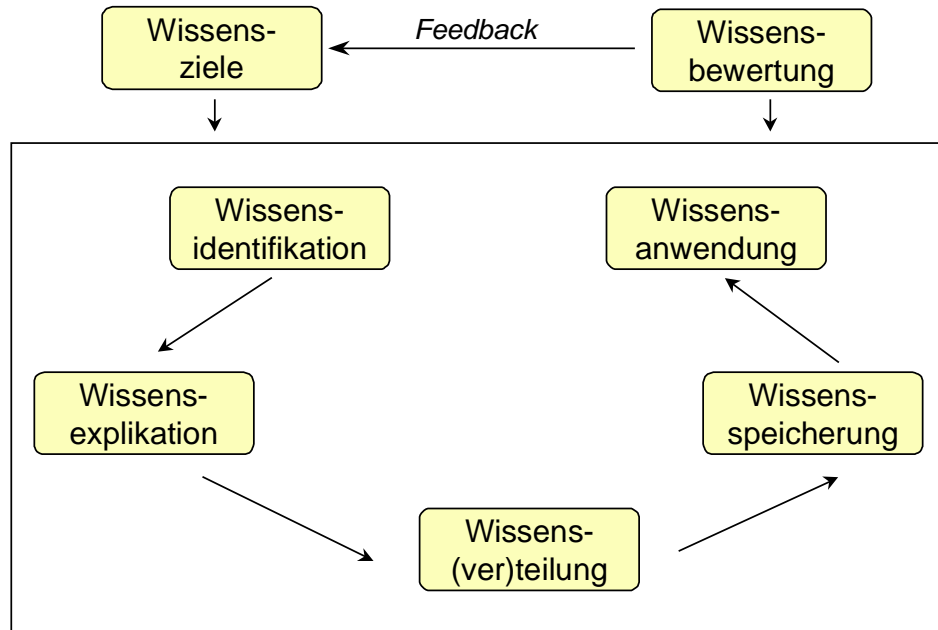 Wissens-
ziele
Feedback
Wissens-
bewertung
Wissens-
identifikation
Wissens-
anwendung
Wissens-
explikation
Wissens-
speicherung
Wissens-
(ver)teilung